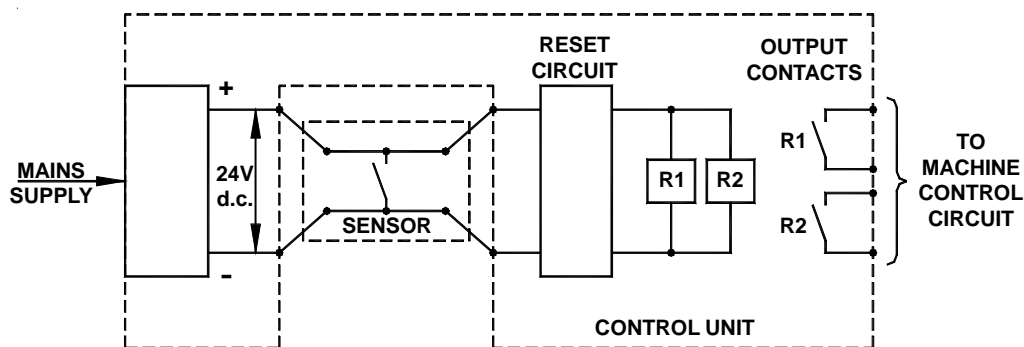 RESET
CIRCUIT
OUTPUT
CONTACTS
+
MAINS
SUPPLY
24V
d.c.
SENSOR
-
R1
R2
R1
R2
TO
MACHINE
CONTROL
CIRCUIT
CONTROL UNIT